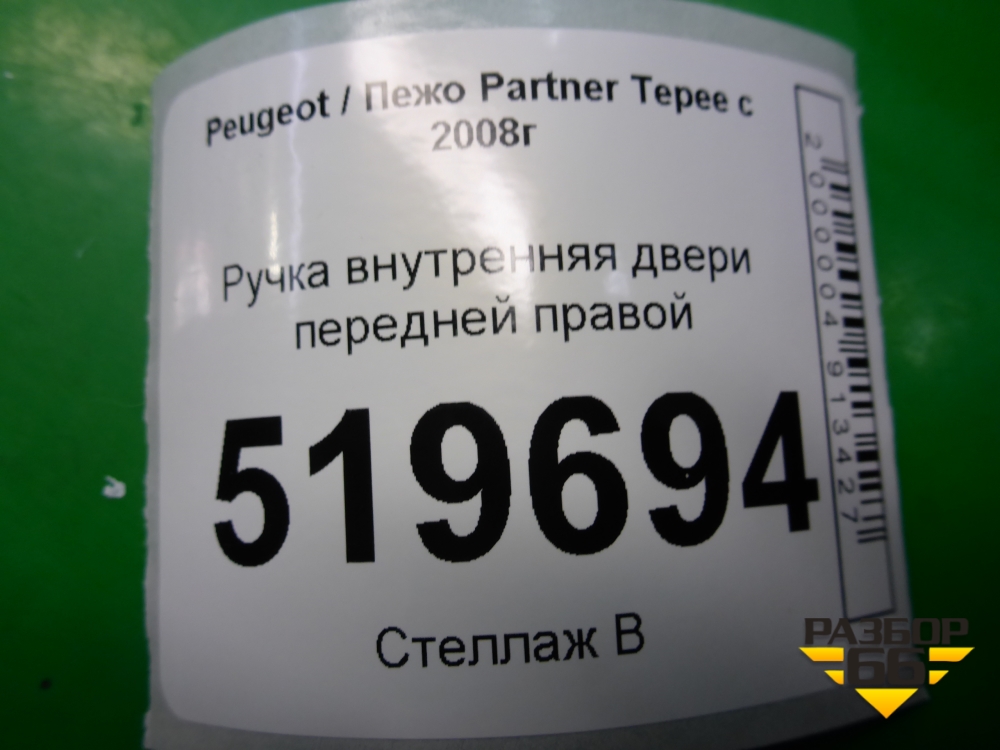 Peugeot / Пежо Partner Tepee с
2008г
Ручка внутренняя двери
передней правой
519694
Стеллаж В
2000004913427
РАЗБОР
66